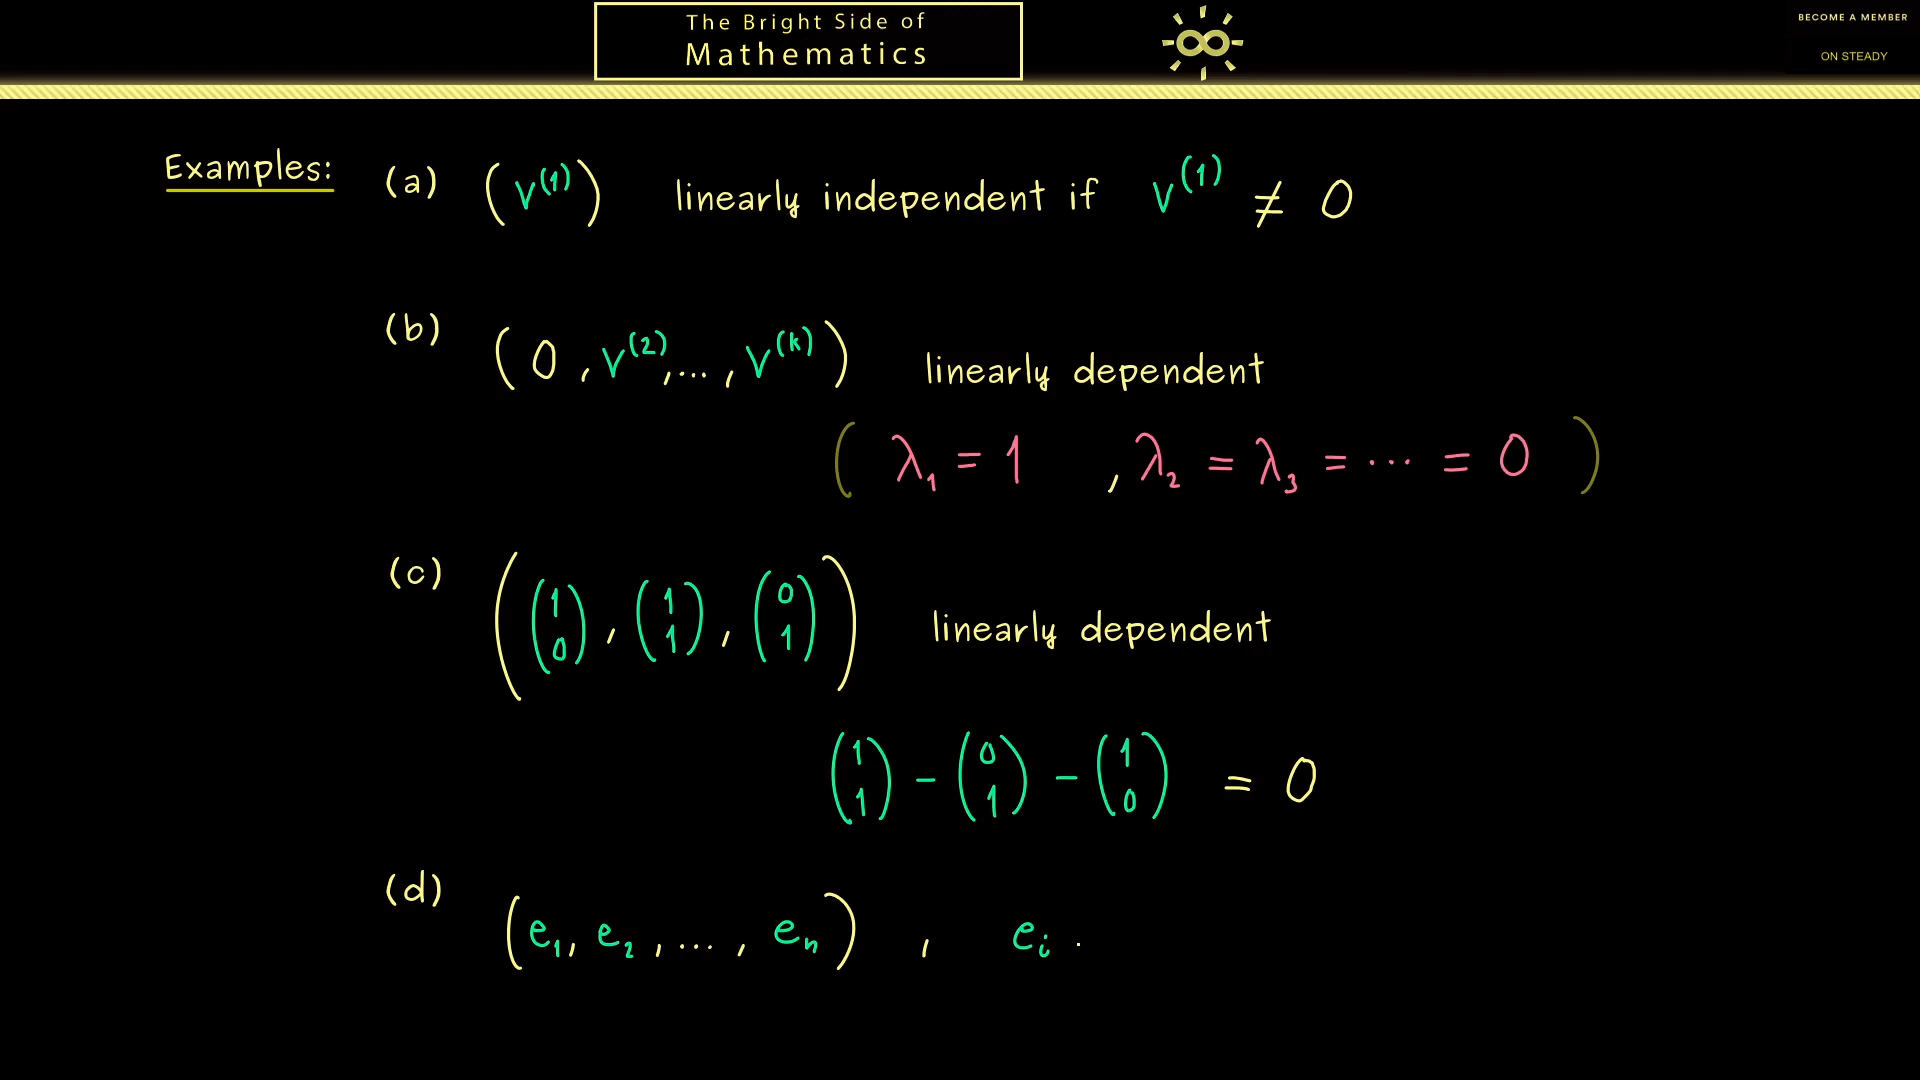 The Bright Side of
Mathematics
BECOME A MEMBER
ON STEADY
Examples: (a) (v⁽¹⁾) linearly independent if v⁽¹⁾ ≠ 0
(b) (0, v⁽²⁾, ..., v⁽ᵏ⁾) linearly dependent
(λ₁ = 1 , λ₂ = λ₃ = ⋯ = 0)
(c) ((1 0), (1 1), (0 1)) linearly dependent
(1 1) − (0 1) − (1 0) = 0
(d) (e₁, e₂, ..., eₙ) , eᵢ